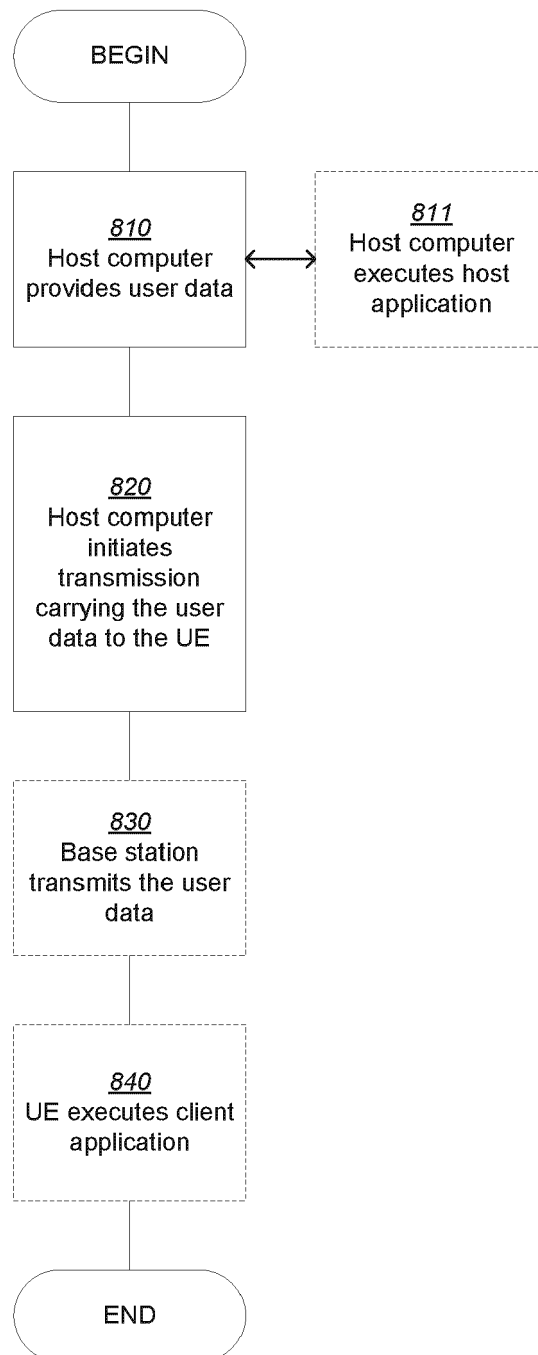 BEGIN
810
Host computer
provides user data
811
Host computer
executes host
application
820
Host computer
initiates
transmission
carrying the user
data to the UE
830
Base station
transmits the user
data
840
UE executes client
application
END